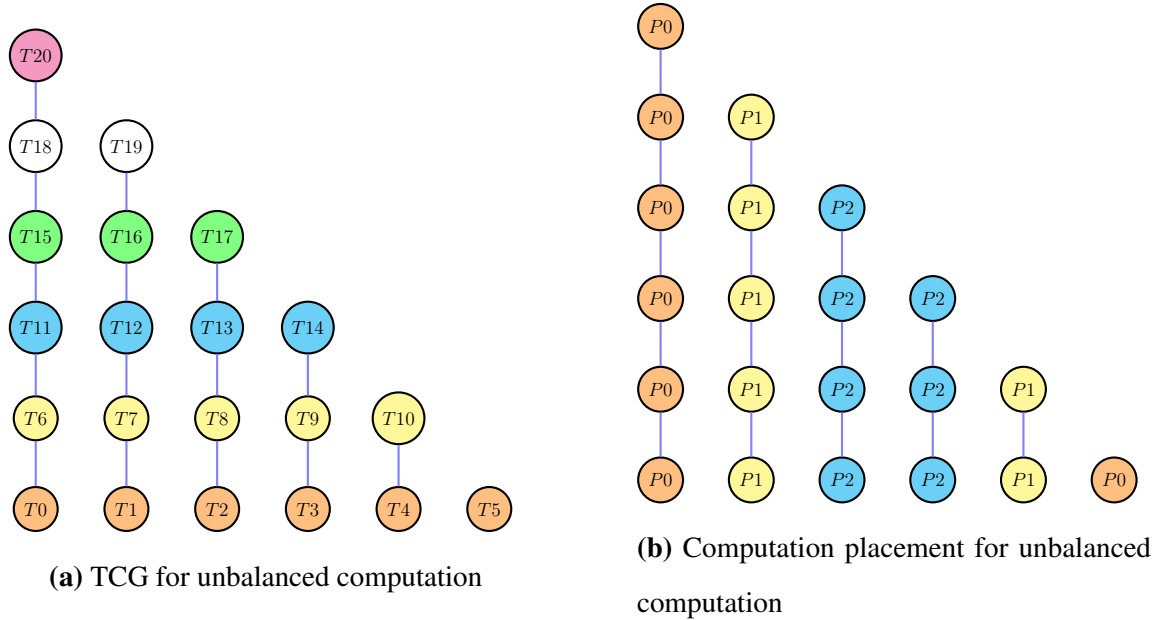 T20
T18 T19
T15 T16 T17
T11 T12 T13 T14
T6 T7 T8 T9 T10
T0 T1 T2 T3 T4 T5
(a) TCG for unbalanced computation
P0
P0 P1
P0 P1 P2
P0 P1 P2 P2
P0 P1 P2 P2 P1
P0 P1 P2 P2 P1 P0
(b) Computation placement for unbalanced
computation